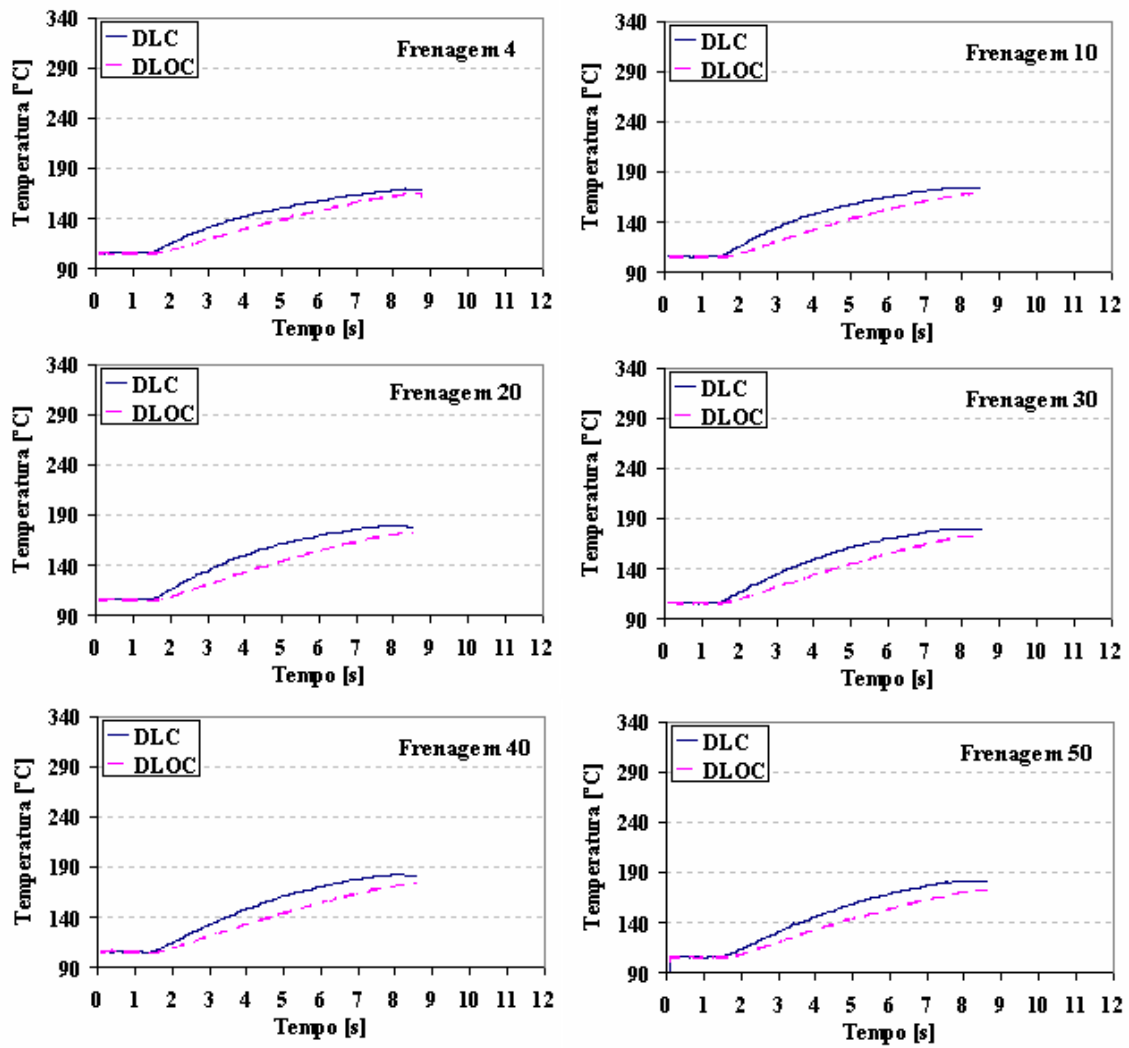 340
DLC
DLOC
Frenagem 4
290
240
190
140
90
Temperatura [°C]
0 1 2 3 4 5 6 7 8 9 10 11 12
Tempo [s]
340
DLC
DLOC
Frenagem 10
290
240
190
140
90
Temperatura [°C]
0 1 2 3 4 5 6 7 8 9 10 11 12
Tempo [s]
340
DLC
DLOC
Frenagem 20
290
240
190
140
90
Temperatura [°C]
0 1 2 3 4 5 6 7 8 9 10 11 12
Tempo [s]
340
DLC
DLOC
Frenagem 30
290
240
190
140
90
Temperatura [°C]
0 1 2 3 4 5 6 7 8 9 10 11 12
Tempo [s]
340
DLC
DLOC
Frenagem 40
290
240
190
140
90
Temperatura [°C]
0 1 2 3 4 5 6 7 8 9 10 11 12
Tempo [s]
340
DLC
DLOC
Frenagem 50
290
240
190
140
90
Temperatura [°C]
0 1 2 3 4 5 6 7 8 9 10 11 12
Tempo [s]